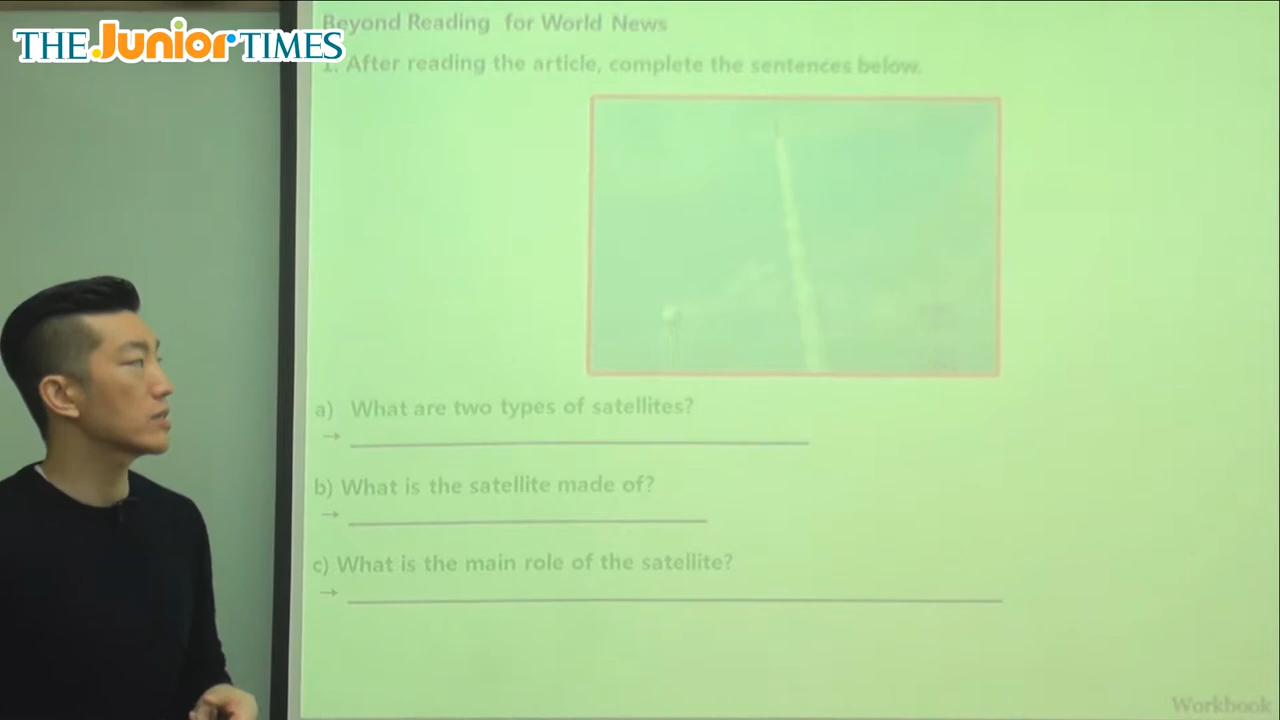 THE Junior TIMES
Beyond Reading for World News
1. After reading the article, complete the sentences below.
a) What are two types of satellites?
→
b) What is the satellite made of?
→
c) What is the main role of the satellite?
→
Workbook